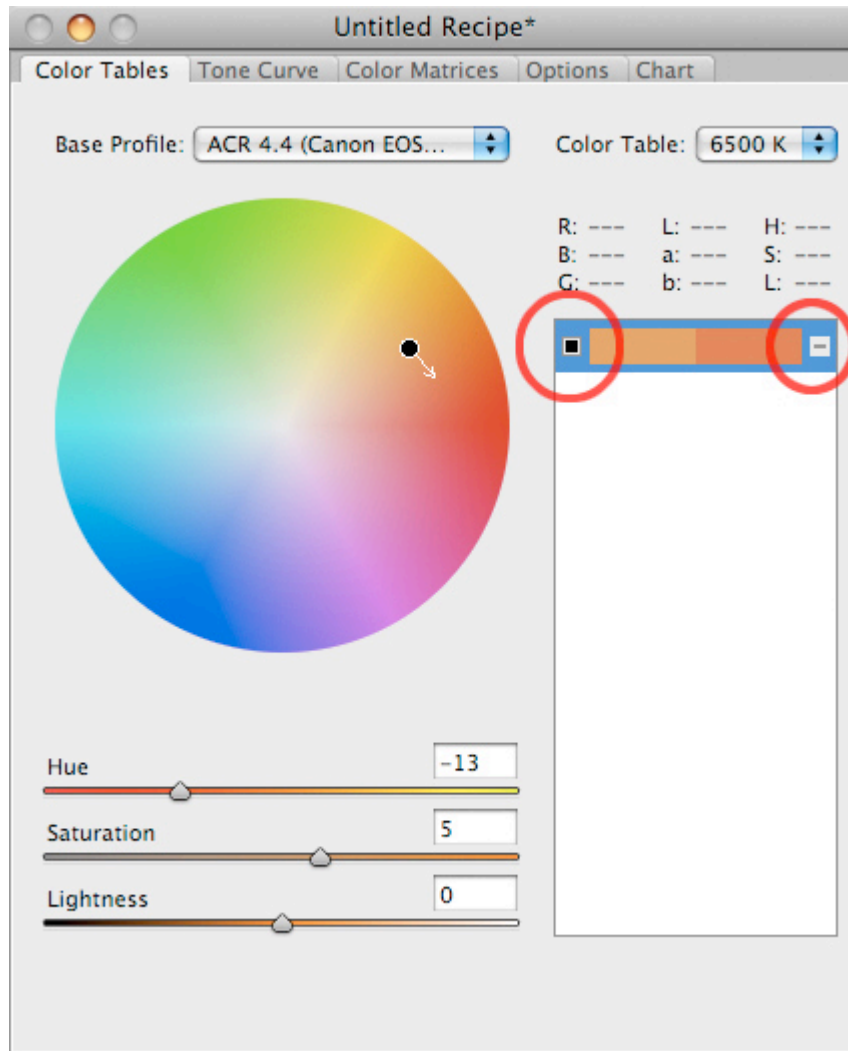 Untitled Recipe*
Color Tables Tone Curve Color Matrices Options Chart
Base Profile: ACR 4.4 (Canon EOS... Color Table: 6500 K
R: --- L: --- H: ---
B: --- a: --- S: ---
G: --- b: --- L: ---
Hue -13
Saturation 5
Lightness 0